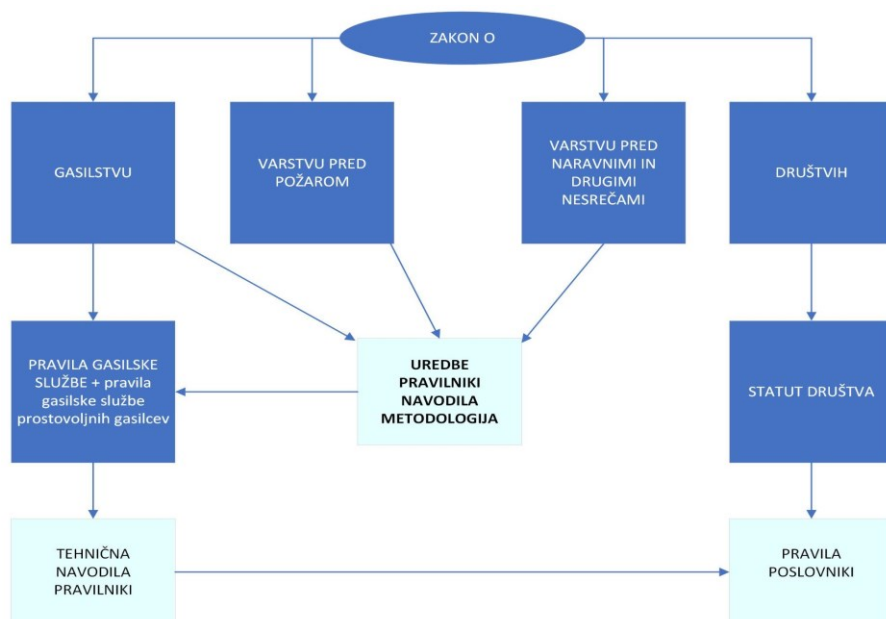 ZAKON O
GASILSTVU
VARSTVU PRED
POŽAROM
VARSTVU PRED
NARAVNIMI IN
DRUGIMI
NESREČAMI
DRUŠTVIH
PRAVILA GASILSKE
SLUŽBE + pravila
gasilske službe
prostovoljnih gasilcev
UREDBE
PRAVILNIKI
NAVODILA
METODOLOGIJA
STATUT DRUŠTVA
TEHNIČNA
NAVODILA
PRAVILNIKI
PRAVILA
POSLOVNIKI